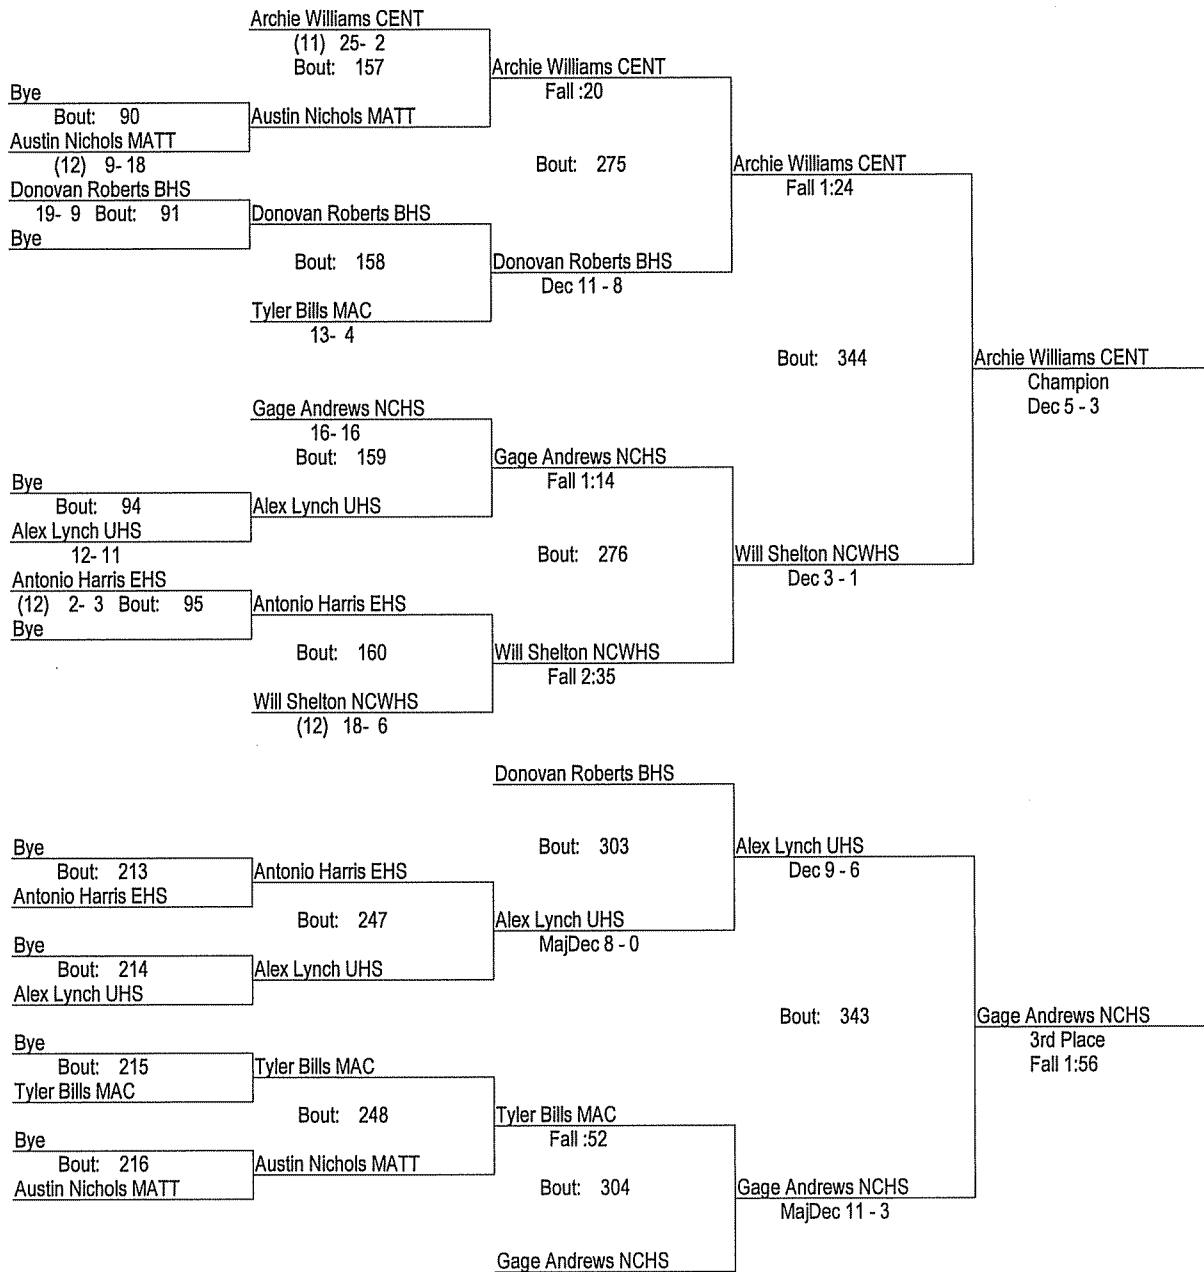 Archie Williams CENT
(11) 25- 2
Bout: 157
Archie Williams CENT
Fall :20
Bye
Bout: 90
Austin Nichols MATT
Austin Nichols MATT
(12) 9- 18
Bout: 275
Archie Williams CENT
Fall 1:24
Donovan Roberts BHS
19- 9 Bout: 91
Donovan Roberts BHS
Bye
Bout: 158
Donovan Roberts BHS
Dec 11 - 8
Tyler Bills MAC
13- 4
Bout: 344
Archie Williams CENT
Champion
Dec 5 - 3
Gage Andrews NCHS
16- 16
Bout: 159
Gage Andrews NCHS
Fall 1:14
Bye
Bout: 94
Alex Lynch UHS
Alex Lynch UHS
12- 11
Bout: 276
Will Shelton NCWHS
Dec 3 - 1
Antonio Harris EHS
(12) 2- 3 Bout: 95
Antonio Harris EHS
Bye
Bout: 160
Will Shelton NCWHS
Fall 2:35
Will Shelton NCWHS
(12) 18- 6
Donovan Roberts BHS
Bout: 303
Alex Lynch UHS
Dec 9 - 6
Bye
Bout: 213
Antonio Harris EHS
Antonio Harris EHS
Bout: 247
Alex Lynch UHS
MajDec 8 - 0
Bye
Bout: 214
Alex Lynch UHS
Alex Lynch UHS
Bout: 343
Gage Andrews NCHS
3rd Place
Fall 1:56
Bye
Bout: 215
Tyler Bills MAC
Tyler Bills MAC
Bout: 248
Tyler Bills MAC
Fall :52
Bye
Bout: 216
Austin Nichols MATT
Austin Nichols MATT
Bout: 304
Gage Andrews NCHS
MajDec 11 - 3
Gage Andrews NCHS